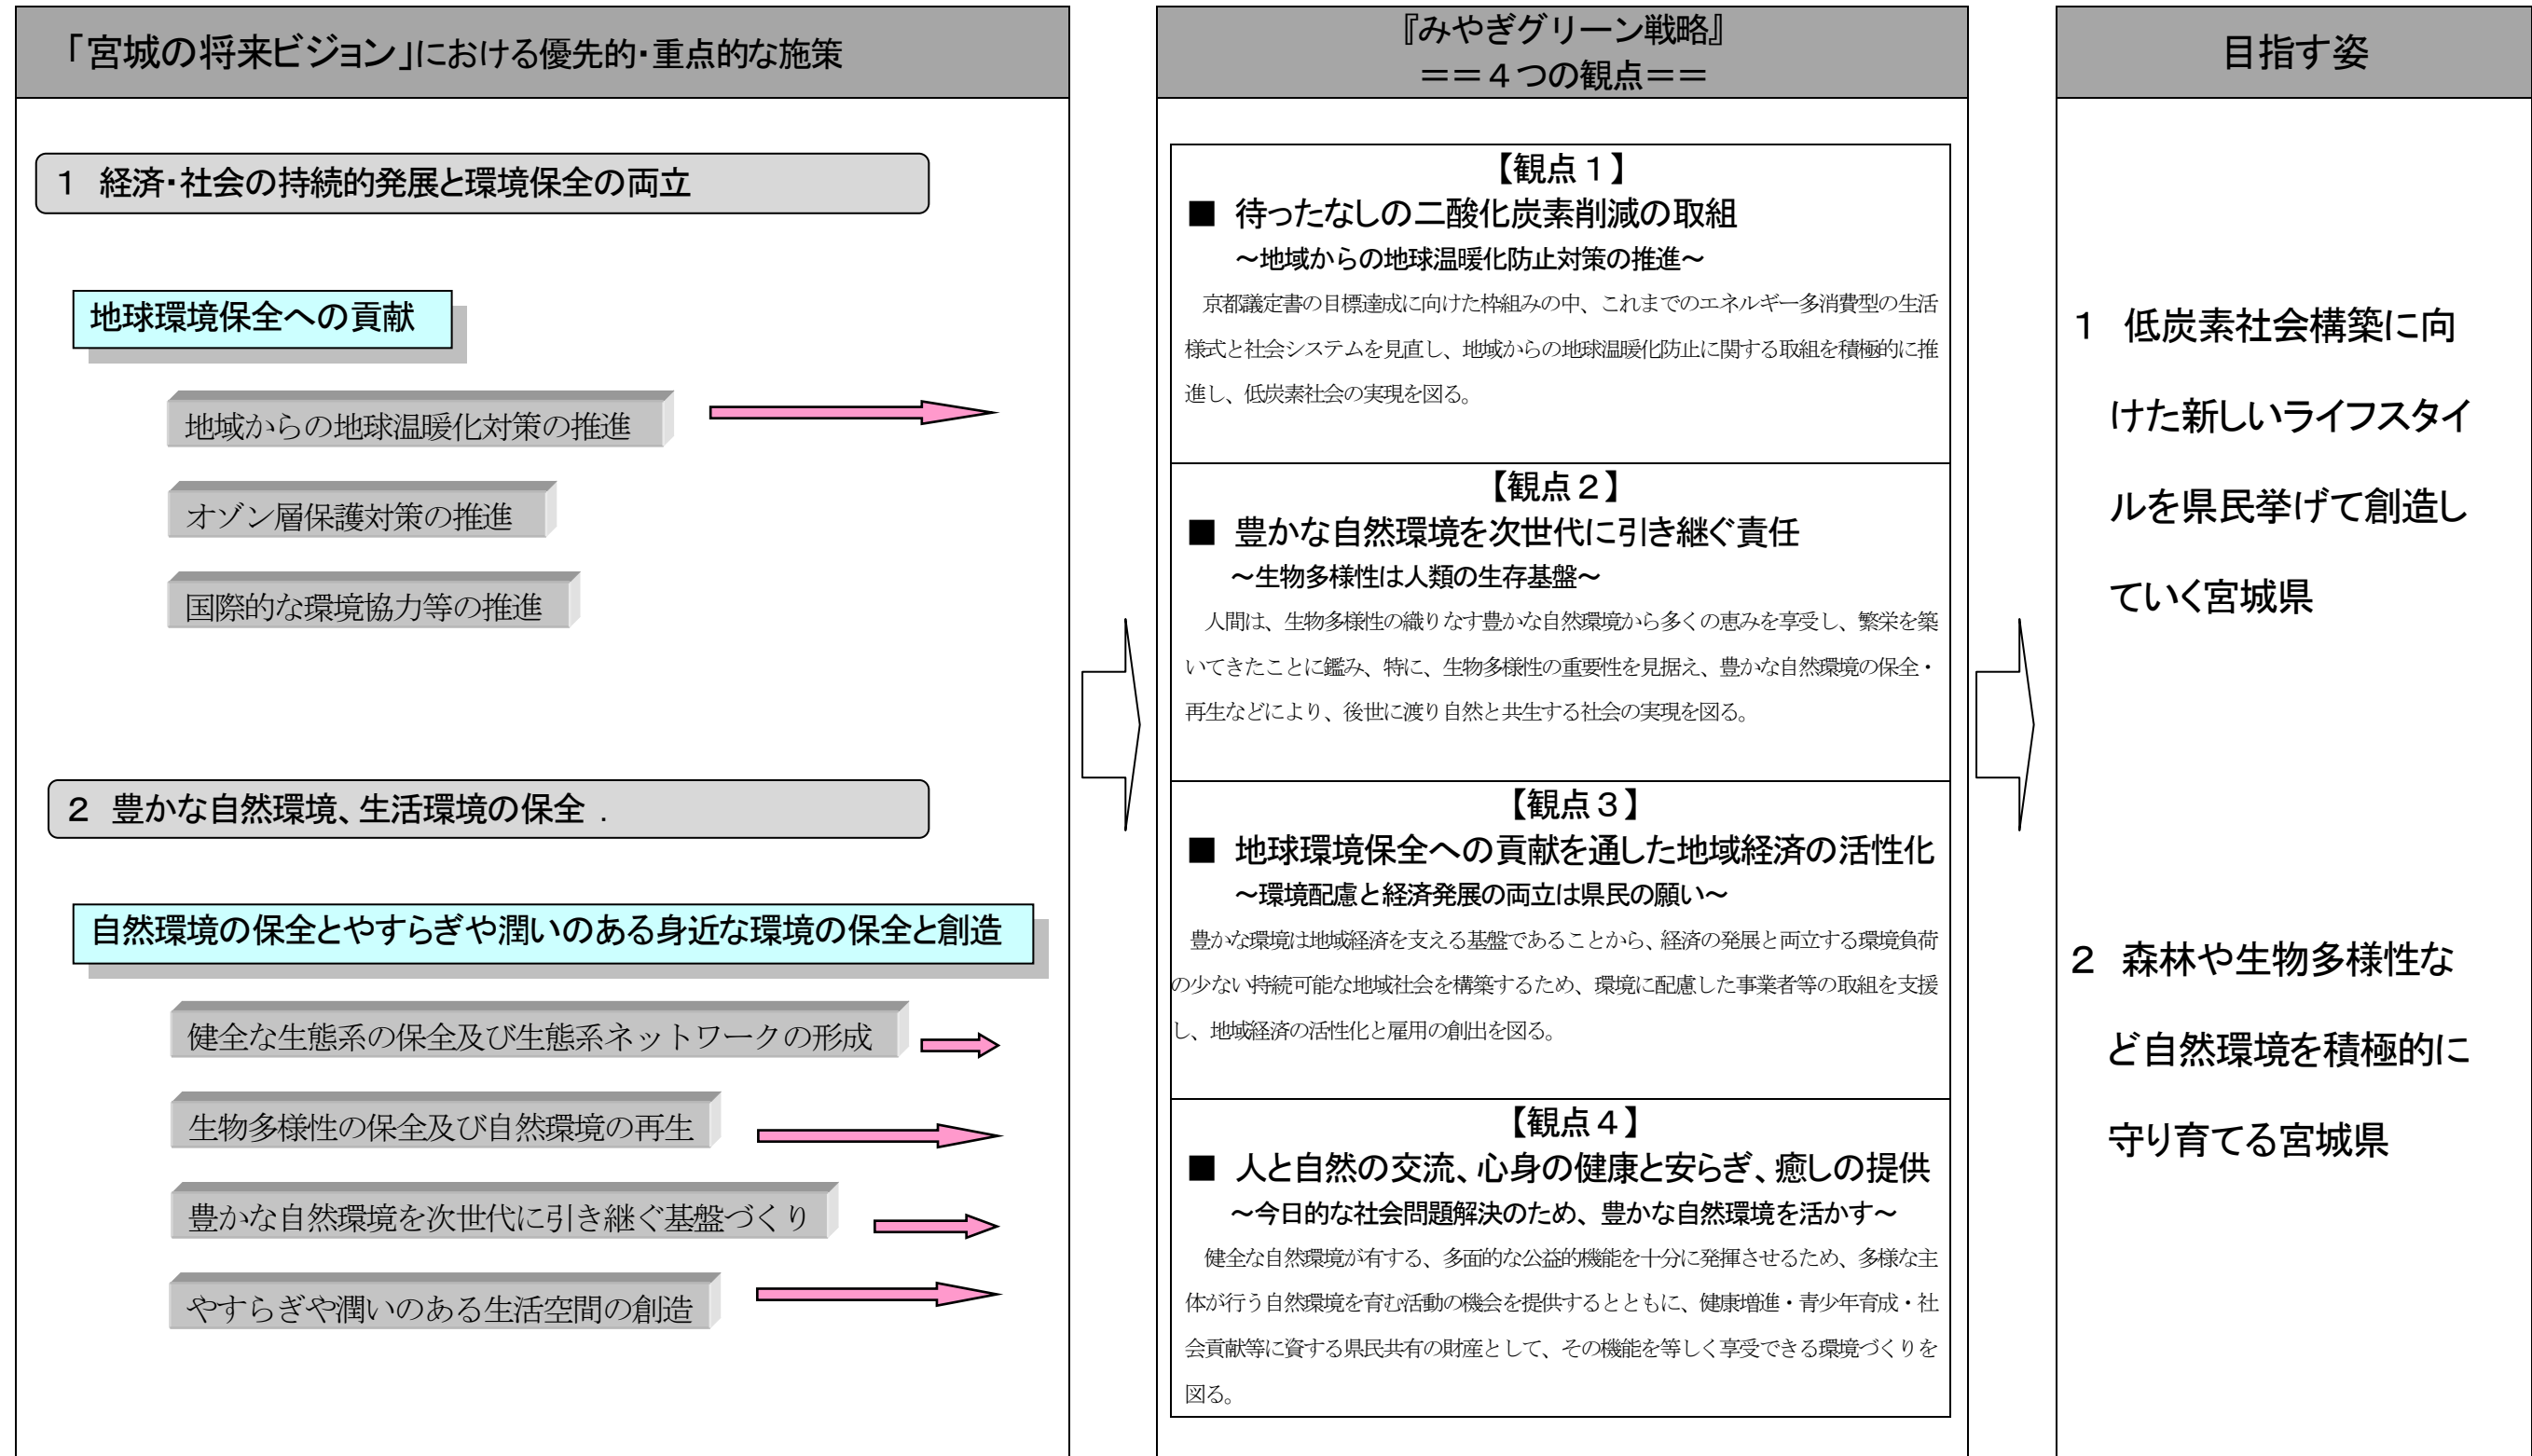 「宮城の将来ビジョン」における優先的・重点的な施策
1 経済・社会の持続的発展と環境保全の両立
地球環境保全への貢献
地域からの地球温暖化対策の推進
オゾン層保護対策の推進
国際的な環境協力等の推進
2 豊かな自然環境、生活環境の保全 .
自然環境の保全とやすらぎや潤いのある身近な環境の保全と創造
健全な生態系の保全及び生態系ネットワークの形成
生物多様性の保全及び自然環境の再生
豊かな自然環境を次世代に引き継ぐ基盤づくり
やすらぎや潤いのある生活空間の創造
『みやぎグリーン戦略』
==4つの観点==
【観点1】
■ 待ったなしの二酸化炭素削減の取組
～地域からの地球温暖化防止対策の推進～
京都議定書の目標達成に向けた枠組みの中、これまでのエネルギー多消費型の生活
様式と社会システムを見直し、地域からの地球温暖化防止に関する取組を積極的に推
進し、低炭素社会の実現を図る。
【観点2】
■ 豊かな自然環境を次世代に引き継ぐ責任
～生物多様性は人類の生存基盤～
人間は、生物多様性の織りなす豊かな自然環境から多くの恵みを享受し、繁栄を築
いてきたことに鑑み、特に、生物多様性の重要性を見据え、豊かな自然環境の保全・
再生などにより、後世に渡り自然と共生する社会の実現を図る。
【観点3】
■ 地球環境保全への貢献を通した地域経済の活性化
～環境配慮と経済発展の両立は県民の願い～
豊かな環境は地域経済を支える基盤であることから、経済の発展と両立する環境負荷
の少ない持続可能な地域社会を構築するため、環境に配慮した事業者等の取組を支援
し、地域経済の活性化と雇用の創出を図る。
【観点4】
■ 人と自然の交流、心身の健康と安らぎ、癒しの提供
～今日的な社会問題解決のため、豊かな自然環境を活かす～
健全な自然環境が有する、多面的な公益的機能を十分に発揮させるため、多様な主
体が行う自然環境を育む活動の機会を提供するとともに、健康増進・青少年育成・社
会貢献等に資する県民共有の財産として、その機能を等しく享受できる環境づくりを
図る。
目指す姿
1 低炭素社会構築に向
けた新しいライフスタイ
ルを県民挙げて創造し
ていく宮城県
2 森林や生物多様性な
ど自然環境を積極的に
守り育てる宮城県